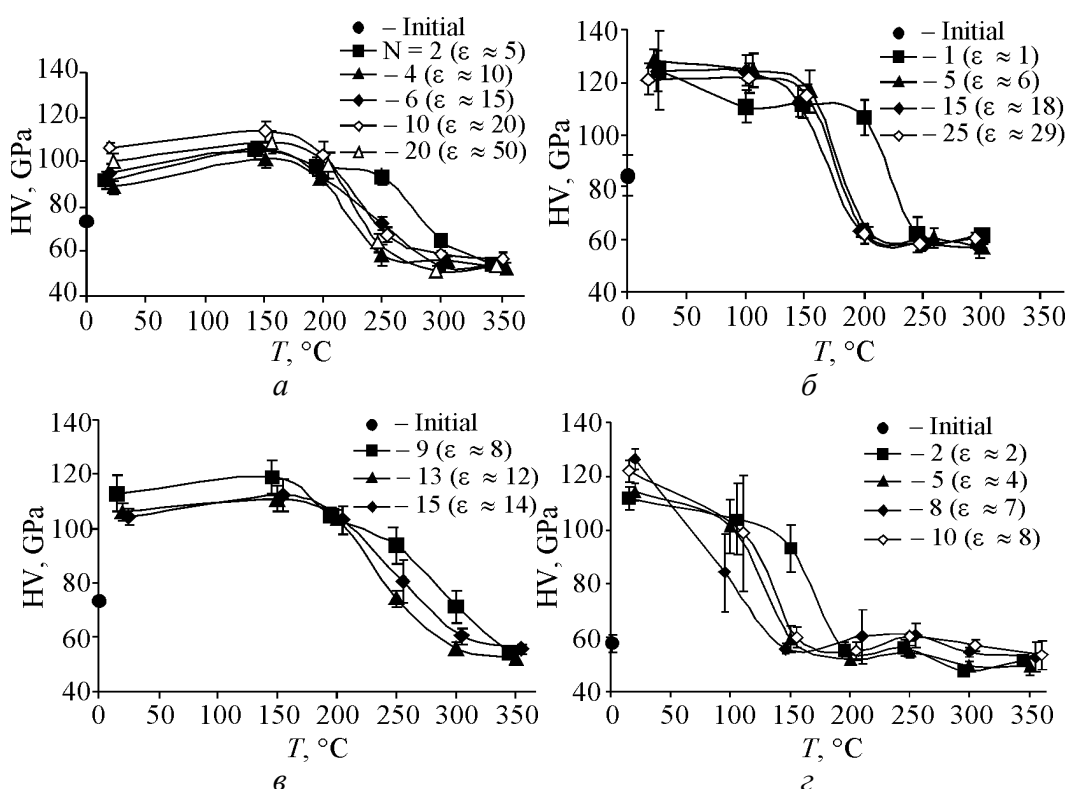 – Initial
N = 2 (ε ≈ 5)
– 4 (ε ≈ 10)
– 6 (ε ≈ 15)
– 10 (ε ≈ 20)
– 20 (ε ≈ 50)
HV, GPa
140
120
100
80
60
40
0 50 100 150 200 250 300 350
T, °C
а
– Initial
– 1 (ε ≈ 1)
– 5 (ε ≈ 6)
– 15 (ε ≈ 18)
– 25 (ε ≈ 29)
HV, GPa
140
120
100
80
60
40
0 50 100 150 200 250 300 350
T, °C
б
– Initial
– 9 (ε ≈ 8)
– 13 (ε ≈ 12)
– 15 (ε ≈ 14)
HV, GPa
140
120
100
80
60
40
0 50 100 150 200 250 300 350
T, °C
в
– Initial
– 2 (ε ≈ 2)
– 5 (ε ≈ 4)
– 8 (ε ≈ 7)
– 10 (ε ≈ 8)
HV, GPa
140
120
100
80
60
40
0 50 100 150 200 250 300 350
T, °C
г